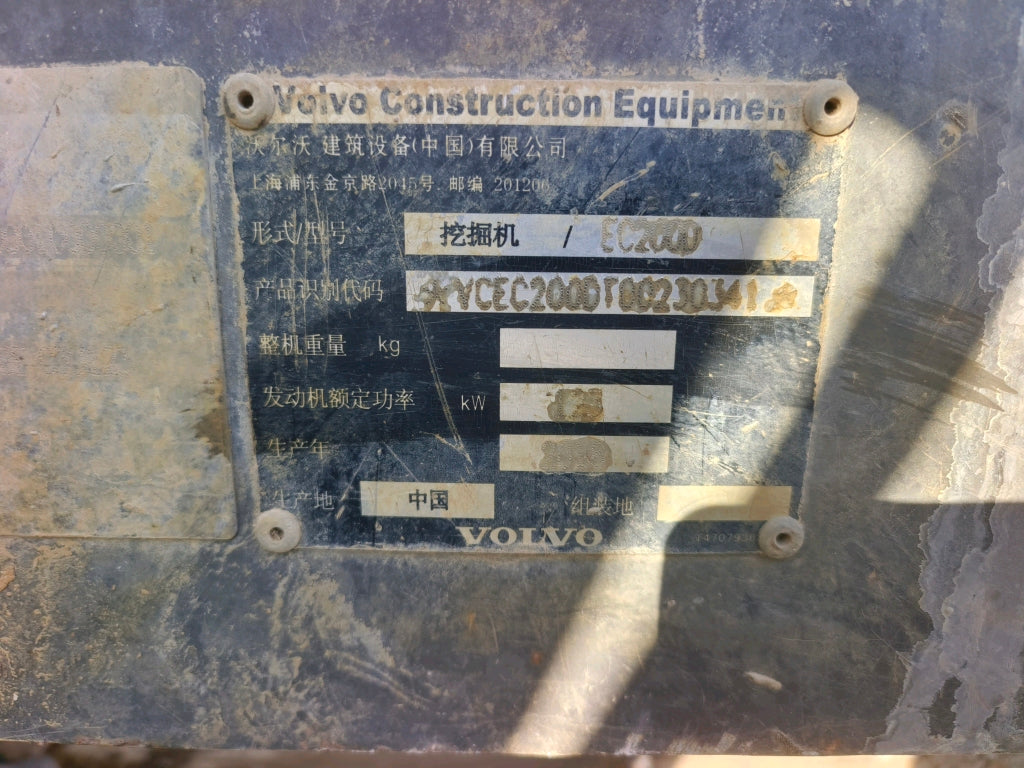 Volvo Construction Equipment
沃尔沃 建筑设备(中国)有限公司
上海浦东金京路2045号 邮编 201206
形式/型号 挖掘机 / EC200D
产品识别代码 VCEC200DT00230341
整机重量 kg
发动机额定功率 kW
生产年
生产地 中国 组装地
VOLVO